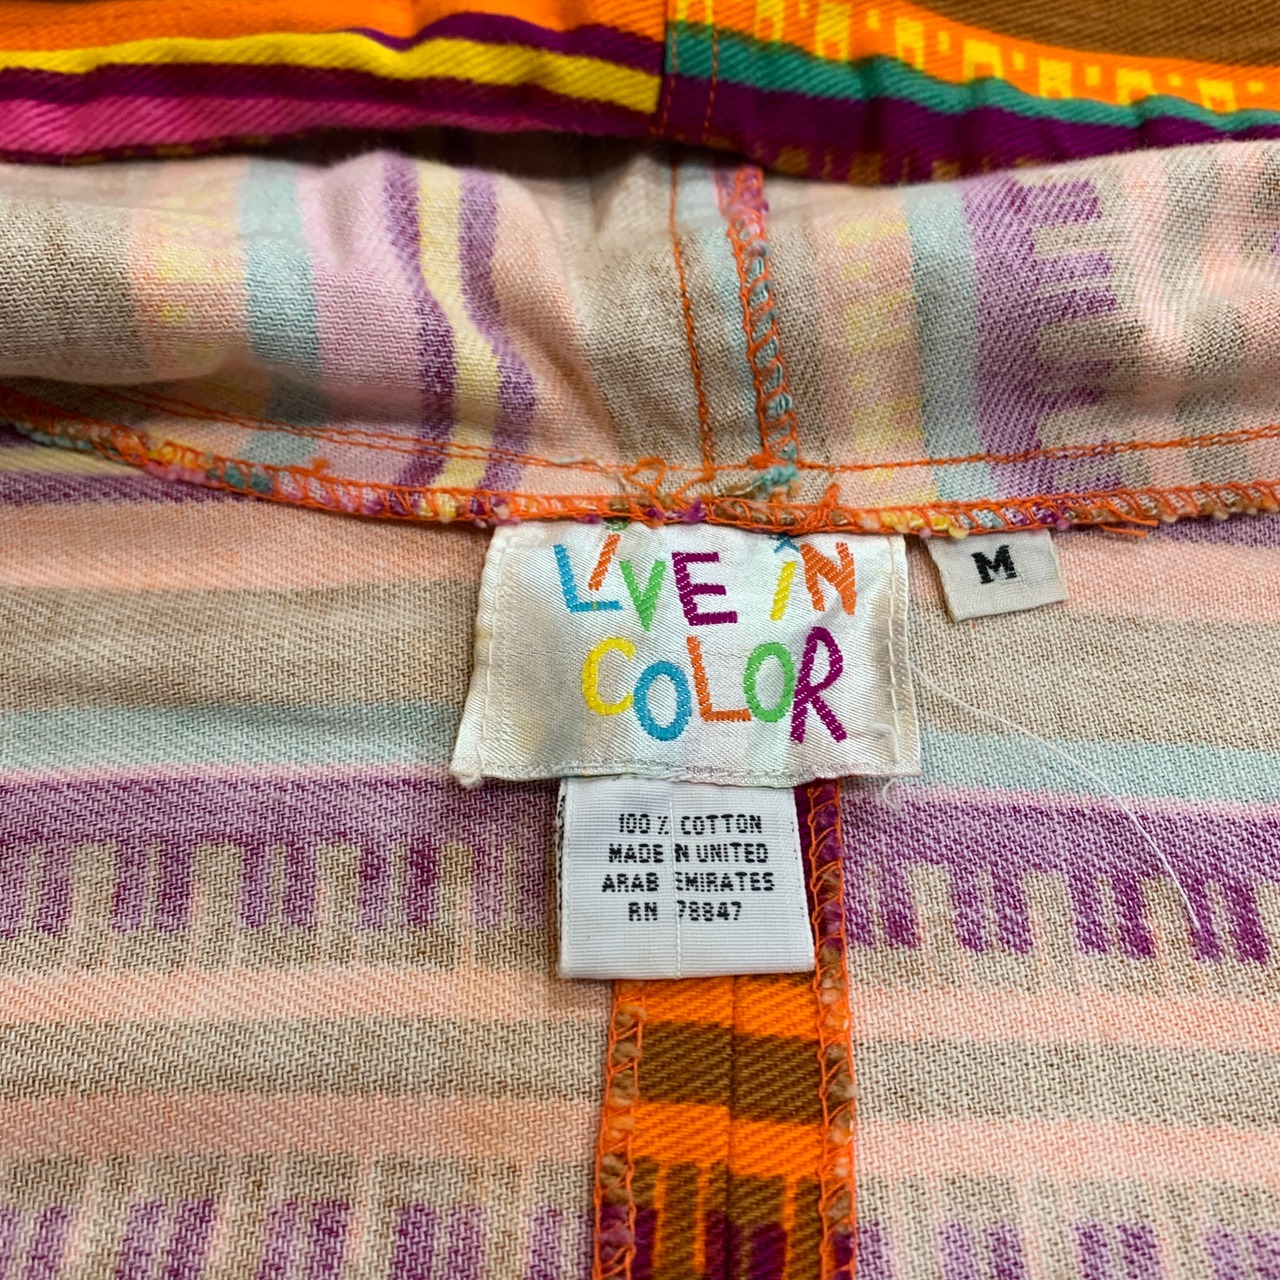 LIVE IN
COLOR
M
100% COTTON
MADE IN UNITED
ARAB EMIRATES
RN 78847